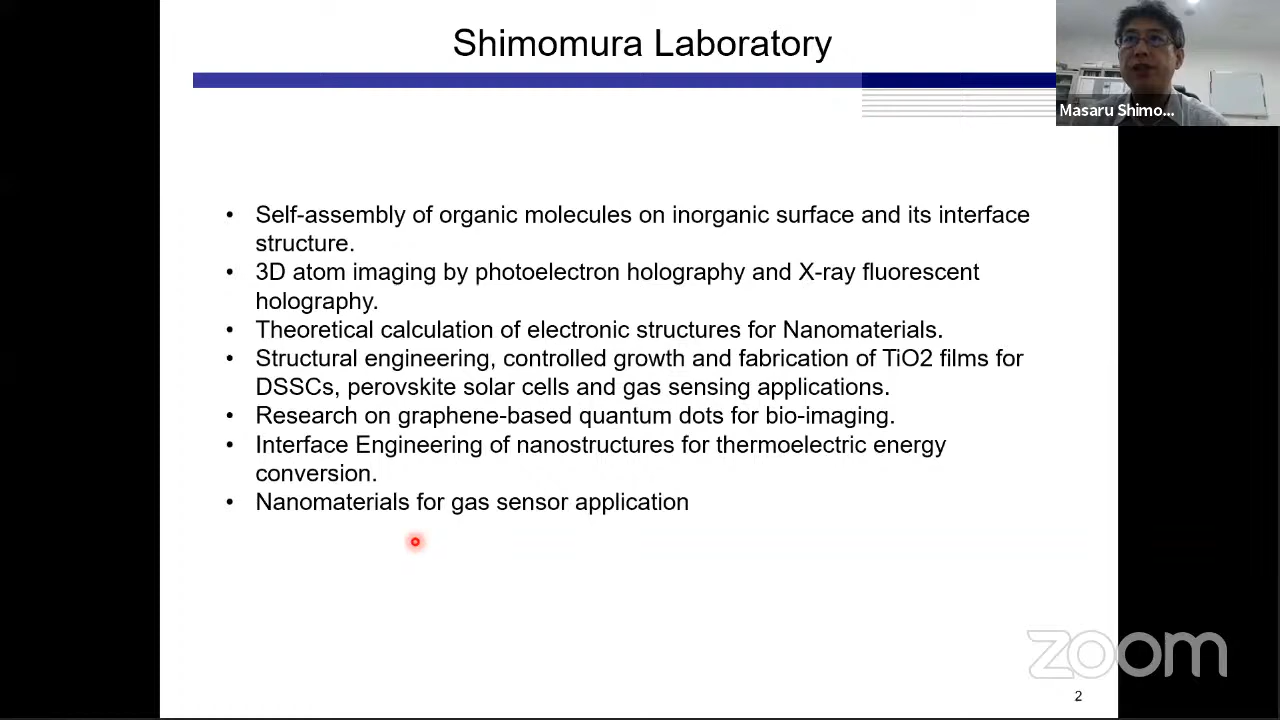 Shimomura Laboratory
Masaru Shimo...
• Self-assembly of organic molecules on inorganic surface and its interface
structure.
• 3D atom imaging by photoelectron holography and X-ray fluorescent
holography.
• Theoretical calculation of electronic structures for Nanomaterials.
• Structural engineering, controlled growth and fabrication of TiO2 films for
DSSCs, perovskite solar cells and gas sensing applications.
• Research on graphene-based quantum dots for bio-imaging.
• Interface Engineering of nanostructures for thermoelectric energy
conversion.
• Nanomaterials for gas sensor application
zoom
2